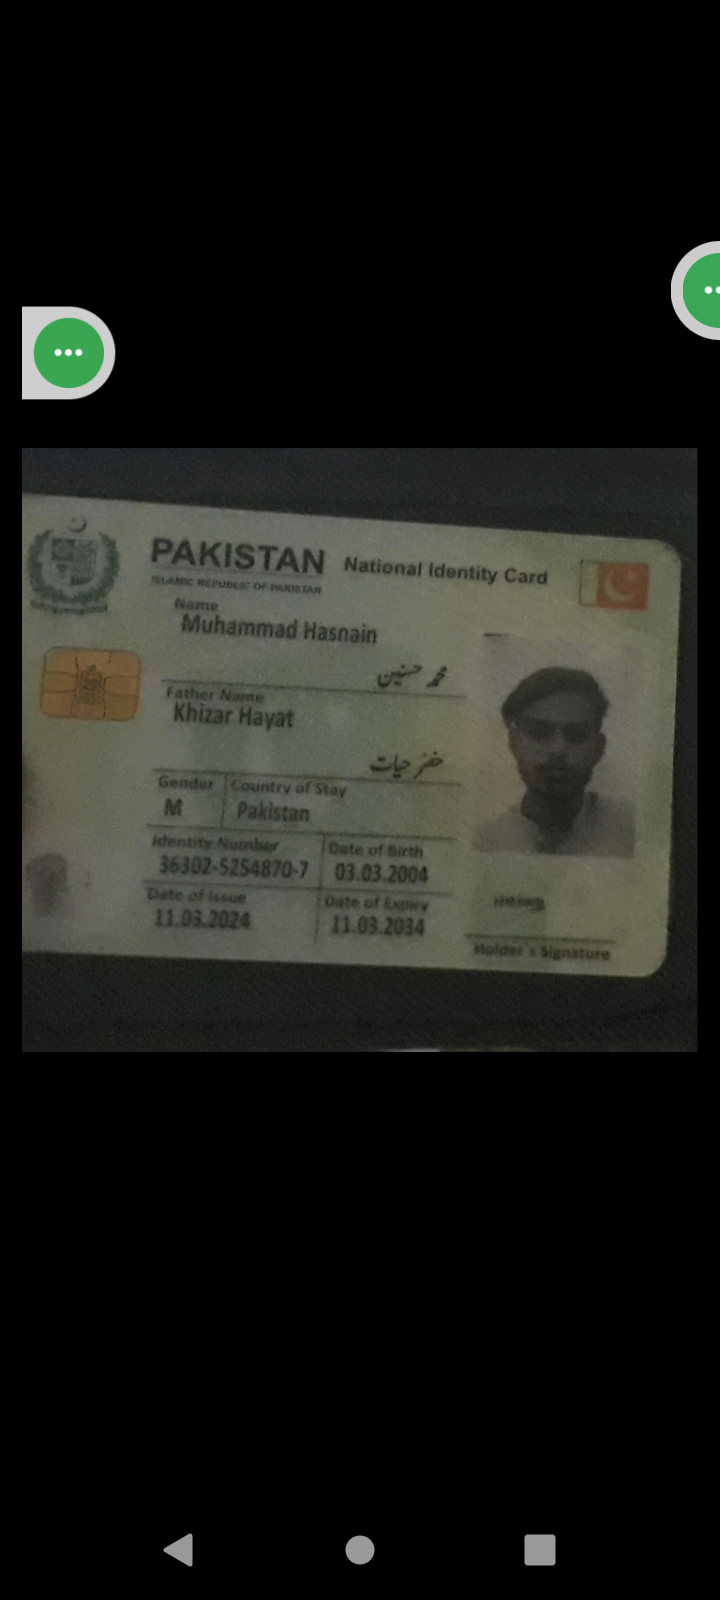 PAKISTAN National Identity Card
ISLAMIC REPUBLIC OF PAKISTAN
Name
Muhammad Hasnain
محمد حسنین
Father Name
Khizar Hayat
خضر حیات
Gender Country of Stay
M Pakistan
Identity Number Date of Birth
36302-5254870-7 03.03.2004
Date of Issue Date of Expiry
11.03.2024 11.03.2034
Holder's Signature